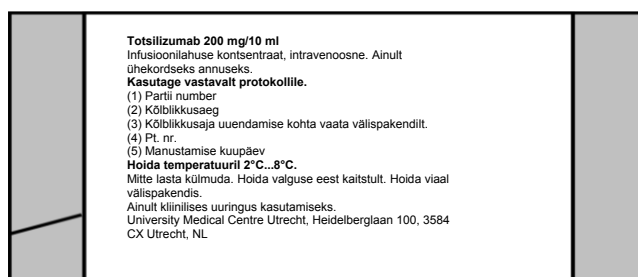 Totsilizumab 200 mg/10 ml
Infusioonilahuse kontsentraat, intravenoosne. Ainult
ühekordseks annuseks.
Kasutage vastavalt protokollile.
(1) Partii number
(2) Kõlblikkusaeg
(3) Kõlblikkusaja uuendamise kohta vaata välispakendilt.
(4) Pt. nr.
(5) Manustamise kuupäev
Hoida temperatuuril 2°C...8°C.
Mitte lasta külmuda. Hoida valguse eest kaitstult. Hoida viaal
välispakendis.
Ainult kliinilises uuringus kasutamiseks.
University Medical Centre Utrecht, Heidelberglaan 100, 3584
CX Utrecht, NL